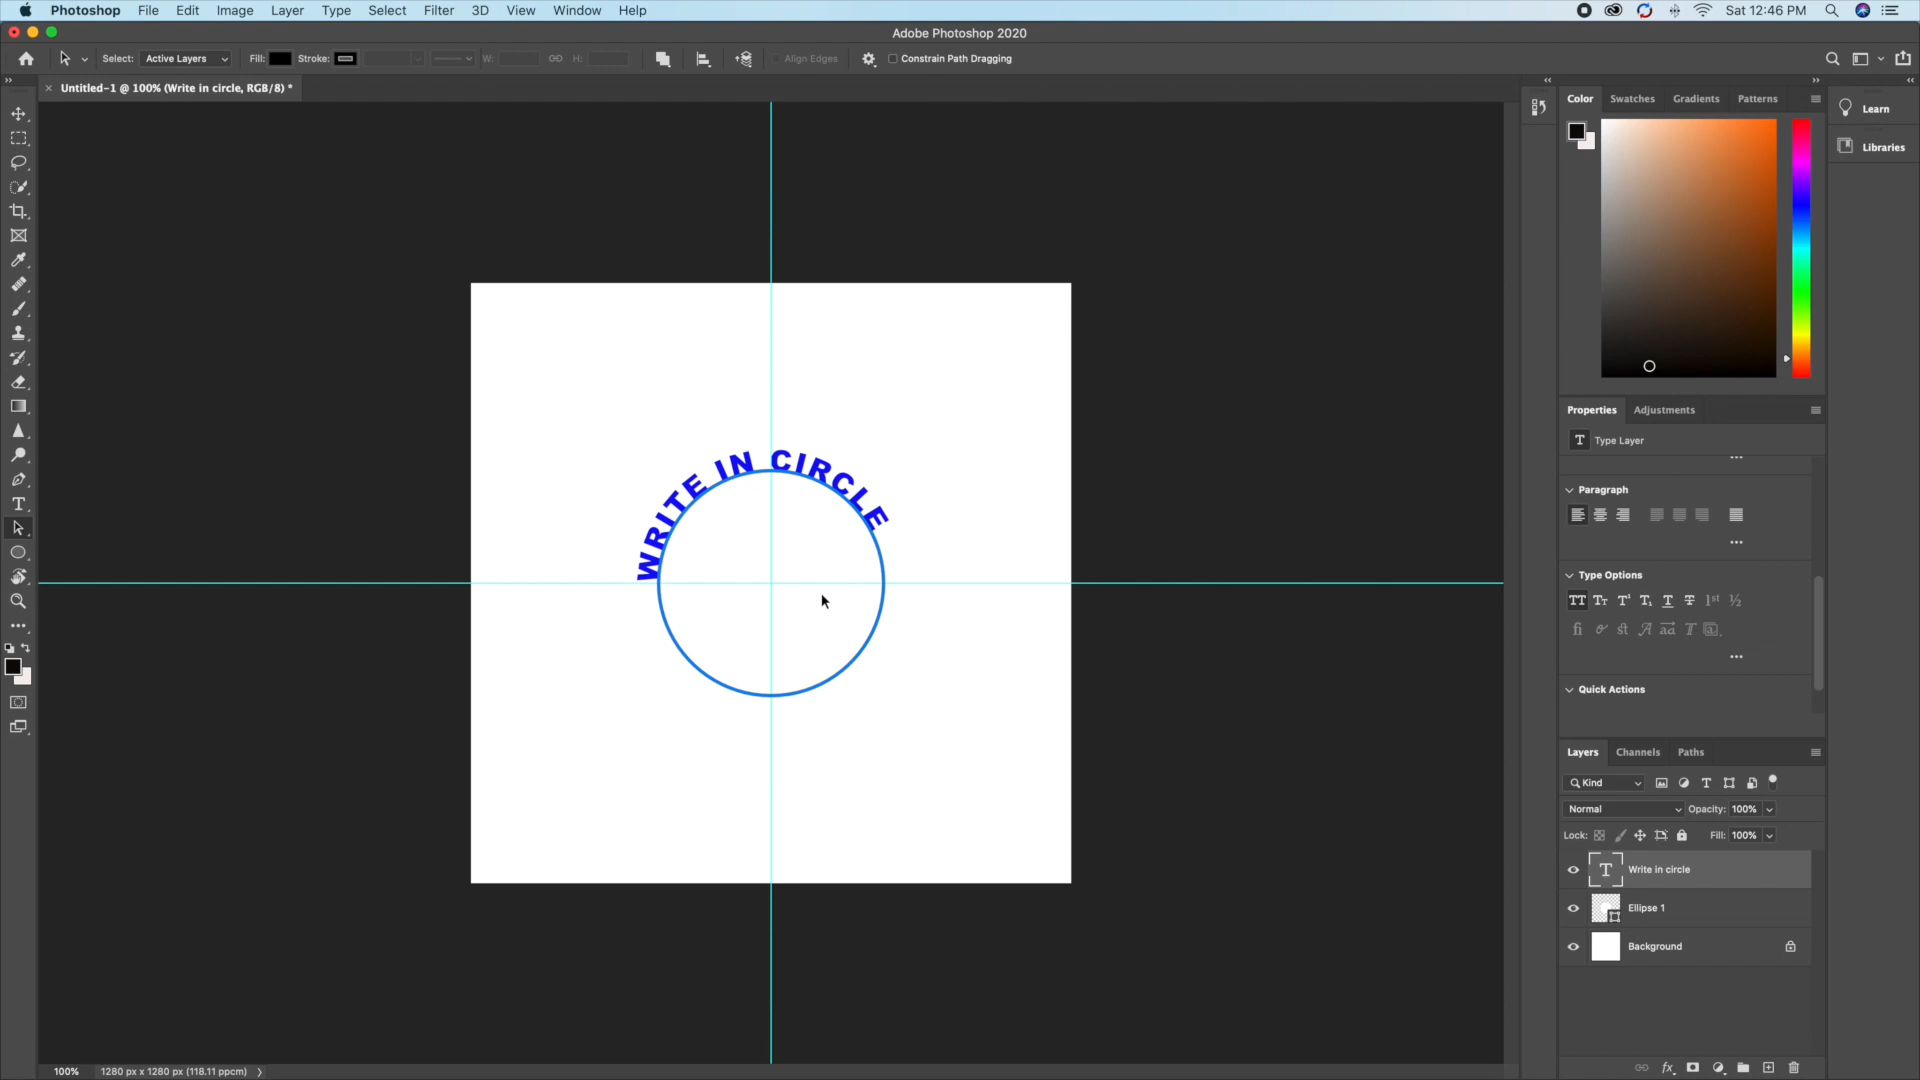 Photoshop File Edit Image Layer Type Select Filter 3D View Window Help Sat 12:46 PM
Adobe Photoshop 2020
Select: Active Layers Fill: Stroke: W: H: Align Edges Constrain Path Dragging
Untitled-1 @ 100% (Write in circle, RGB/8) *
Color Swatches Gradients Patterns
Learn
Libraries
WRITE IN CIRCLE
Properties Adjustments
Type Layer
Paragraph
Type Options
Quick Actions
Layers Channels Paths
Kind
Normal Opacity: 100%
Lock: Fill: 100%
Write in circle
Ellipse 1
Background
100% 1280 px x 1280 px (118.11 ppcm)